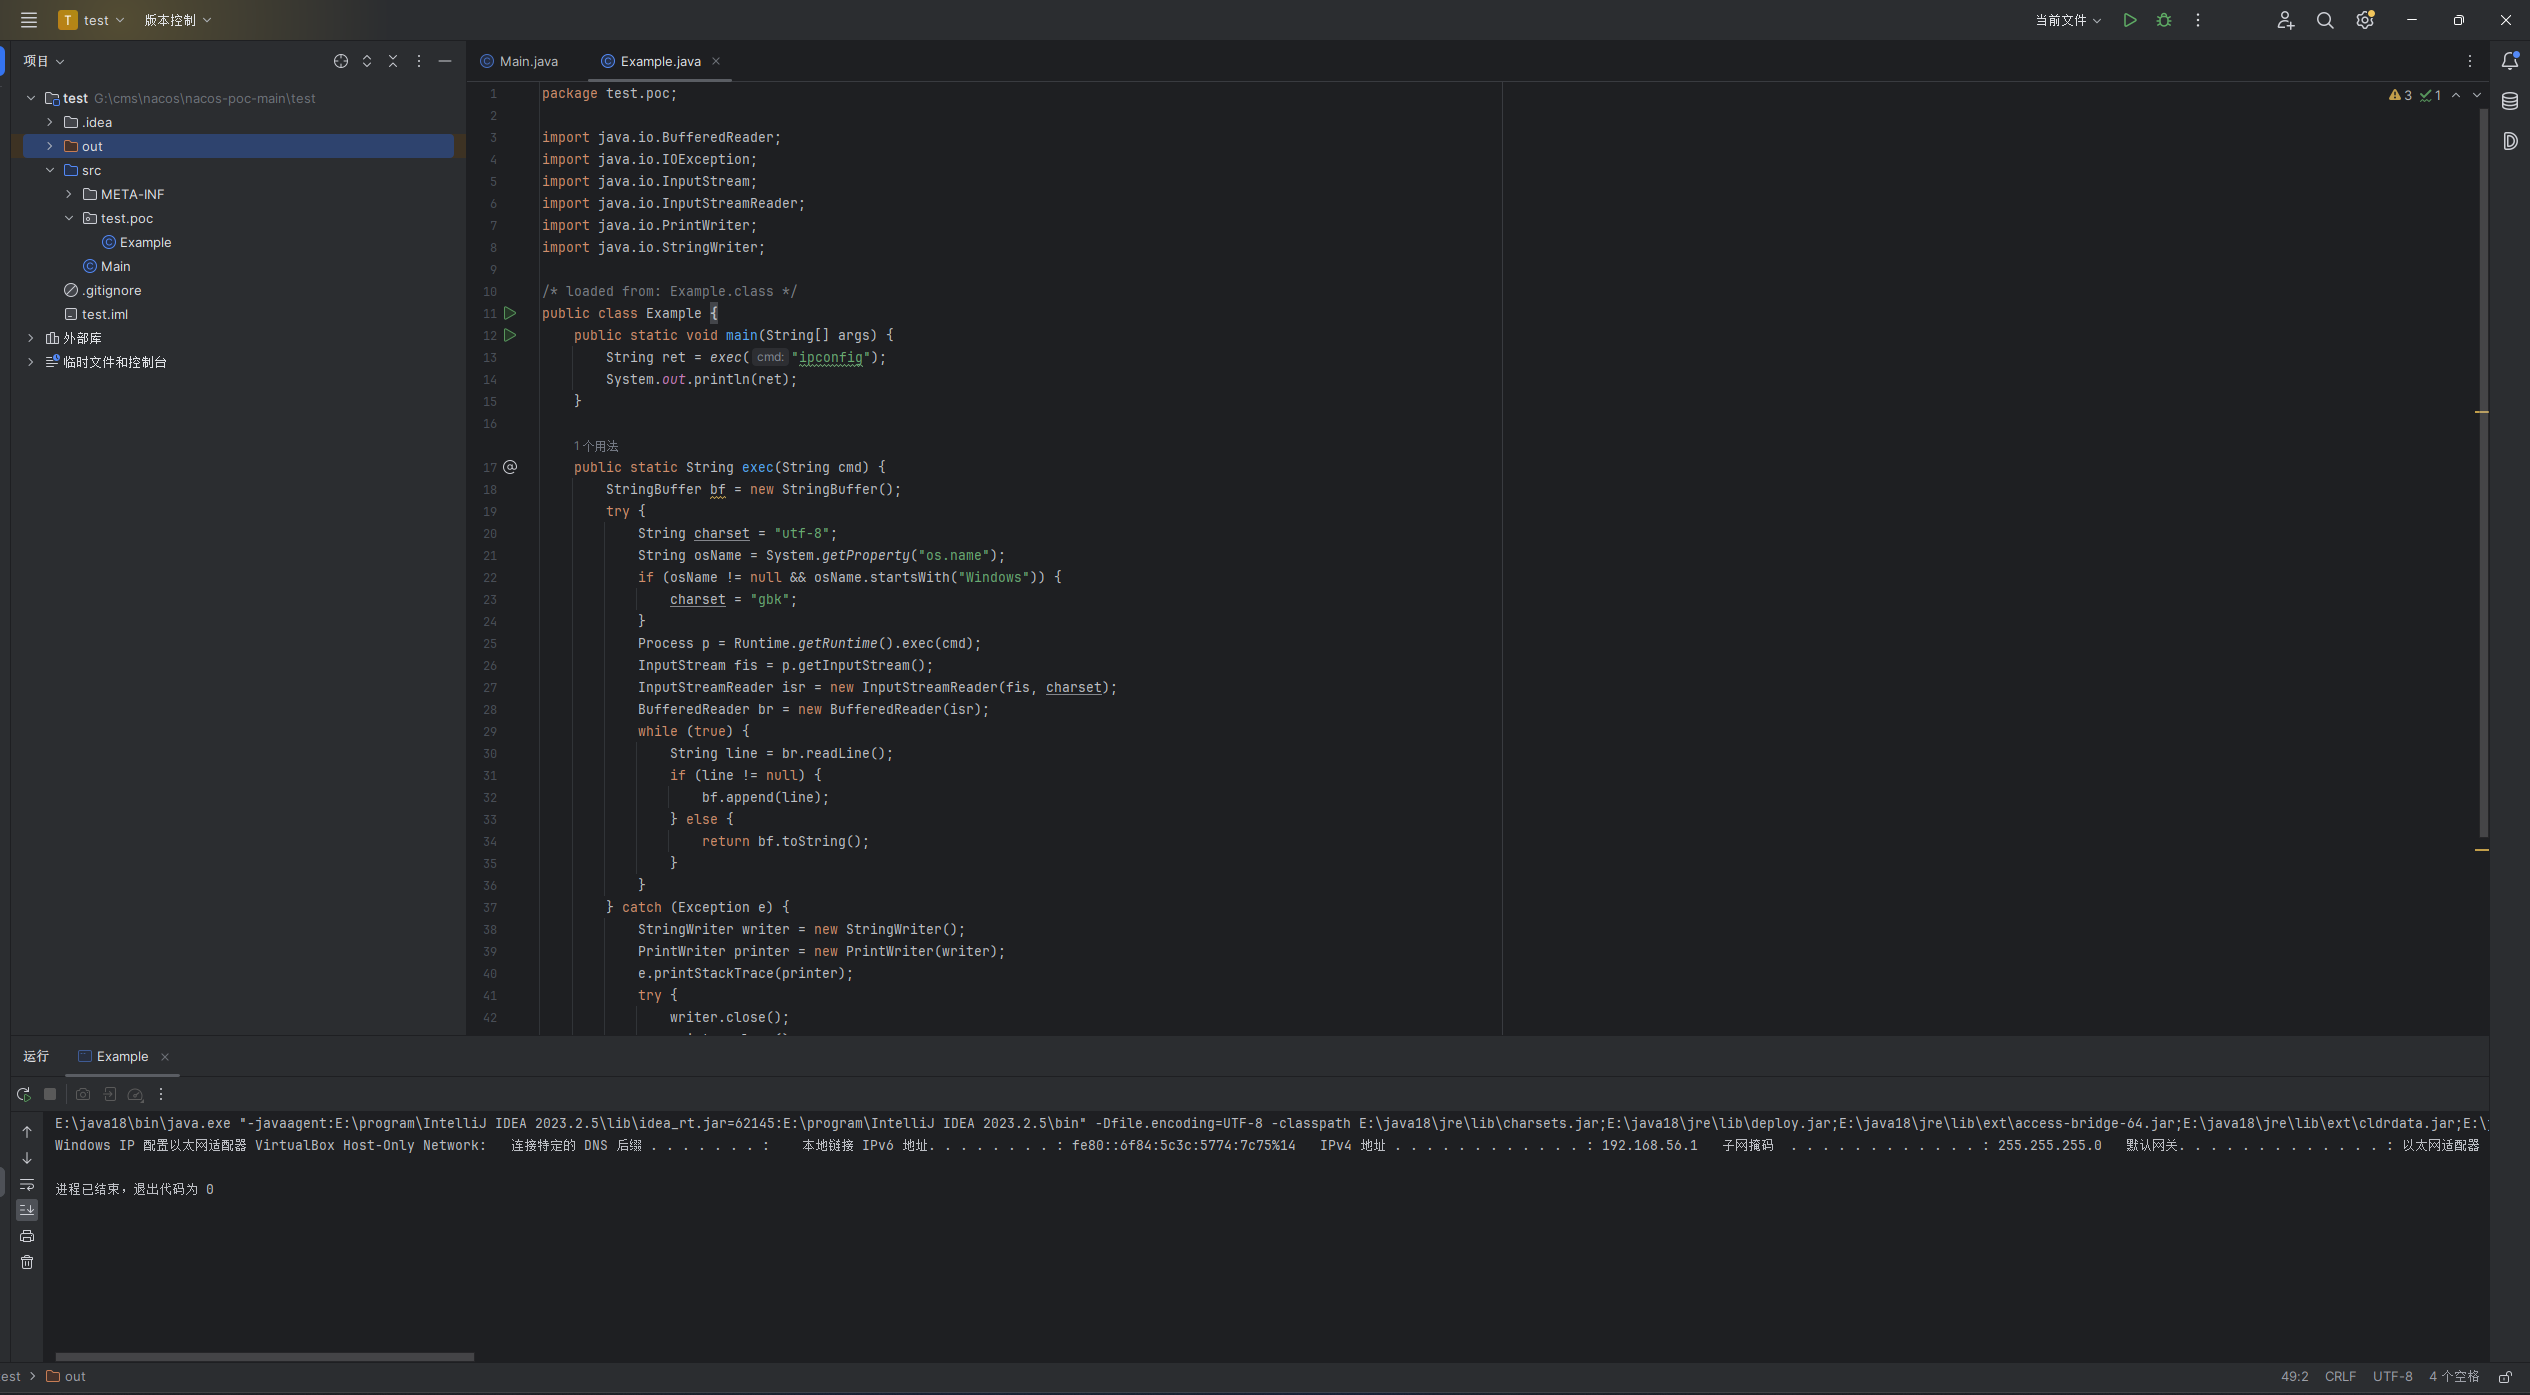 T test 版本控制 当前文件
项目
test G:\cms\nacos\nacos-poc-main\test
.idea
out
src
META-INF
test.poc
Example
Main
.gitignore
test.iml
外部库
临时文件和控制台
Main.java Example.java
3 1
1 package test.poc;
2
3 import java.io.BufferedReader;
4 import java.io.IOException;
5 import java.io.InputStream;
6 import java.io.InputStreamReader;
7 import java.io.PrintWriter;
8 import java.io.StringWriter;
9
10 /* loaded from: Example.class */
11 public class Example {
12 public static void main(String[] args) {
13 String ret = exec( cmd: "ipconfig");
14 System.out.println(ret);
15 }
16
1个用法
17 public static String exec(String cmd) {
18 StringBuffer bf = new StringBuffer();
19 try {
20 String charset = "utf-8";
21 String osName = System.getProperty("os.name");
22 if (osName != null && osName.startsWith("Windows")) {
23 charset = "gbk";
24 }
25 Process p = Runtime.getRuntime().exec(cmd);
26 InputStream fis = p.getInputStream();
27 InputStreamReader isr = new InputStreamReader(fis, charset);
28 BufferedReader br = new BufferedReader(isr);
29 while (true) {
30 String line = br.readLine();
31 if (line != null) {
32 bf.append(line);
33 } else {
34 return bf.toString();
35 }
36 }
37 } catch (Exception e) {
38 StringWriter writer = new StringWriter();
39 PrintWriter printer = new PrintWriter(writer);
40 e.printStackTrace(printer);
41 try {
42 writer.close();
运行 Example
E:\java18\bin\java.exe "-javaagent:E:\program\IntelliJ IDEA 2023.2.5\lib\idea_rt.jar=62145:E:\program\IntelliJ IDEA 2023.2.5\bin" -Dfile.encoding=UTF-8 -classpath E:\java18\jre\lib\charsets.jar;E:\java18\jre\lib\deploy.jar;E:\java18\jre\lib\ext\access-bridge-64.jar;E:\java18\jre\lib\ext\cldrdata.jar;E:\
Windows IP 配置以太网适配器 VirtualBox Host-Only Network: 连接特定的 DNS 后缀 . . . . . . . : 本地链接 IPv6 地址. . . . . . . . : fe80::6f84:5c3c:5774:7c75%14 IPv4 地址 . . . . . . . . . . . . : 192.168.56.1 子网掩码 . . . . . . . . . . . . : 255.255.255.0 默认网关. . . . . . . . . . . . . : 以太网适配器
进程已结束，退出代码为 0
est out 49:2 CRLF UTF-8 4 个空格